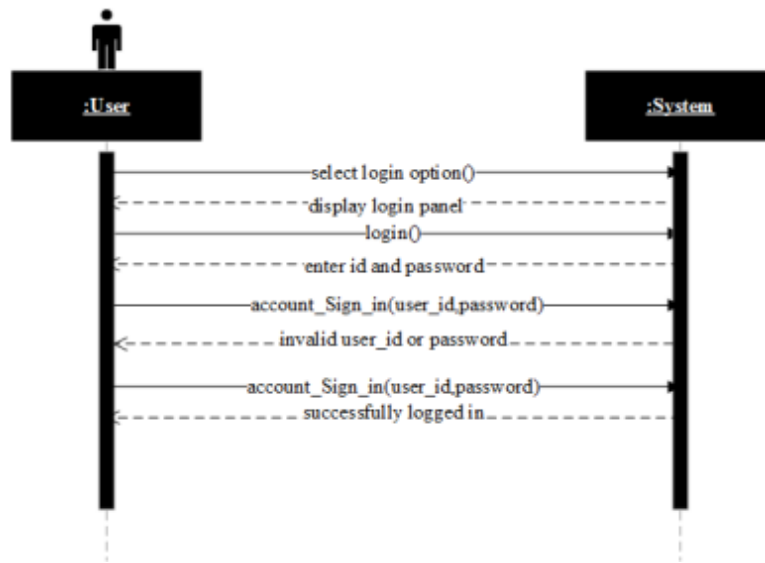 :User
:System
select login option()
display login panel
login()
enter id and password
account_Sign_in(user_id,password)
invalid user_id or password
account_Sign_in(user_id,password)
successfully logged in